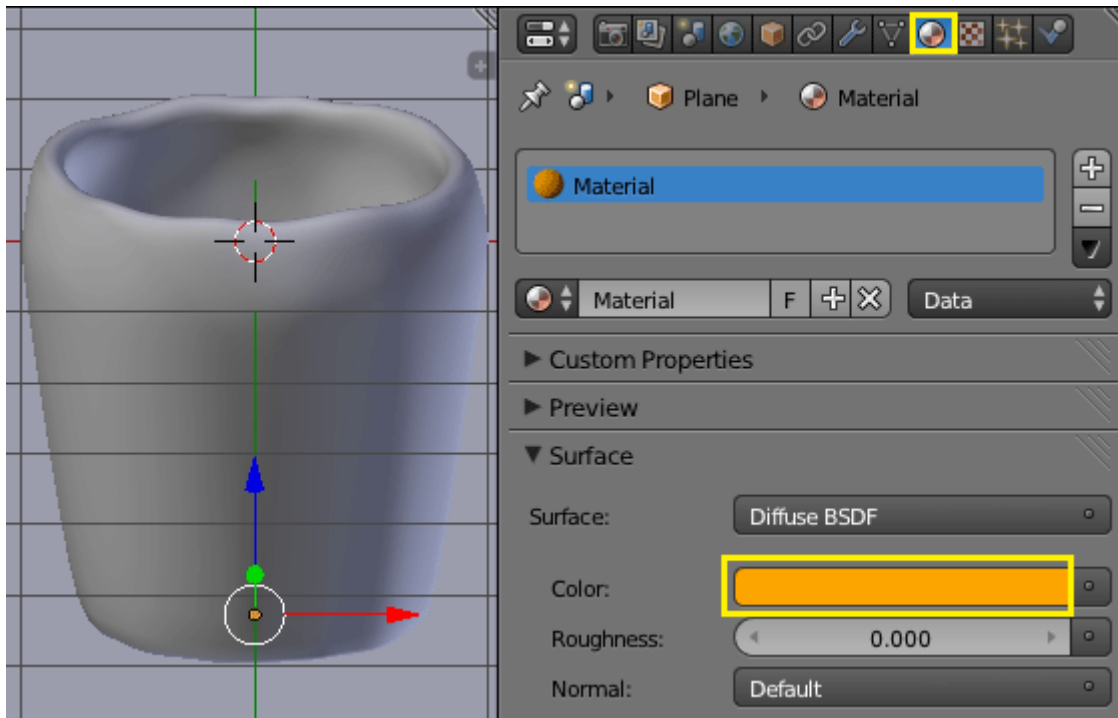 Plane Material
Material
Material F Data
Custom Properties
Preview
Surface
Surface: Diffuse BSDF
Color:
Roughness: 0.000
Normal: Default